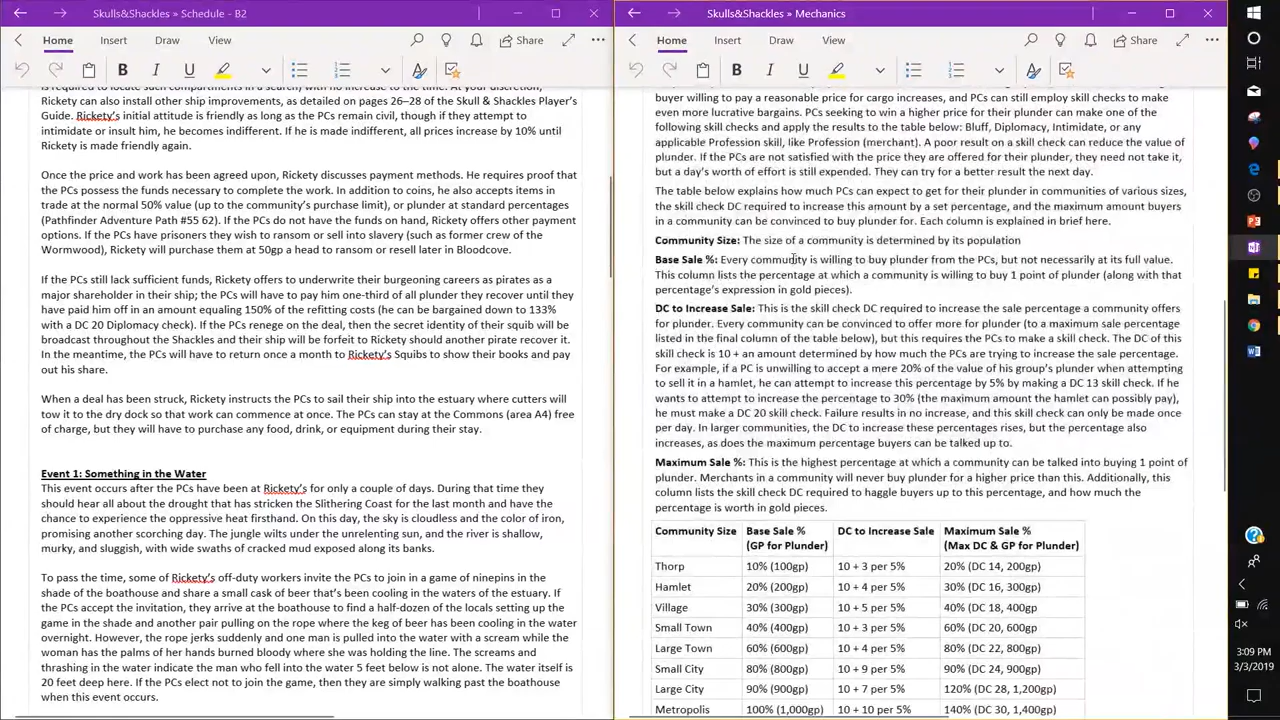 Skulls&Shackles » Schedule - B2
Home Insert Draw View Share
B I U
is required to locate such compartments in a search) with no increase to the time. At your discretion,
Rickety can also install other ship improvements, as detailed on pages 26–28 of the Skull & Shackles Player's
Guide. Rickety's initial attitude is friendly as long as the PCs remain civil, though if they attempt to
intimidate or insult him, he becomes indifferent. If he is made indifferent, all prices increase by 10% until
Rickety is made friendly again.
Once the price and work has been agreed upon, Rickety discusses payment methods. He requires proof that
the PCs possess the funds necessary to complete the work. In addition to coins, he also accepts items in
trade at the normal 50% value (up to the community's purchase limit), or plunder at standard percentages
(Pathfinder Adventure Path #55 62). If the PCs do not have the funds on hand, Rickety offers other payment
options. If the PCs have prisoners they wish to ransom or sell into slavery (such as former crew of the
Wormwood), Rickety will purchase them at 50gp a head to ransom or resell later in Bloodcove.
If the PCs still lack sufficient funds, Rickety offers to underwrite their burgeoning careers as pirates as a
major shareholder in their ship; the PCs will have to pay him one-third of all plunder they recover until they
have paid him off in an amount equaling 150% of the refitting costs (he can be bargained down to 133%
with a DC 20 Diplomacy check). If the PCs renege on the deal, then the secret identity of their squib will be
broadcast throughout the Shackles and their ship will be forfeit to Rickety should another pirate recover it.
In the meantime, the PCs will have to return once a month to Rickety's Squibs to show their books and pay
out his share.
When a deal has been struck, Rickety instructs the PCs to sail their ship into the estuary where cutters will
tow it to the dry dock so that work can commence at once. The PCs can stay at the Commons (area A4) free
of charge, but they will have to purchase any food, drink, or equipment during their stay.
Event 1: Something in the Water
This event occurs after the PCs have been at Rickety's for only a couple of days. During that time they
should hear all about the drought that has stricken the Slithering Coast for the last month and have the
chance to experience the oppressive heat firsthand. On this day, the sky is cloudless and the color of iron,
promising another scorching day. The jungle wilts under the unrelenting sun, and the river is shallow,
murky, and sluggish, with wide swaths of cracked mud exposed along its banks.
To pass the time, some of Rickety's off-duty workers invite the PCs to join in a game of ninepins in the
shade of the boathouse and share a small cask of beer that's been cooling in the waters of the estuary. If
the PCs accept the invitation, they arrive at the boathouse to find a half-dozen of the locals setting up the
game in the shade and another pair pulling on the rope where the keg of beer has been cooling in the water
overnight. However, the rope jerks suddenly and one man is pulled into the water with a scream while the
woman has the palms of her hands burned bloody where she was holding the line. The screams and
thrashing in the water indicate the man who fell into the water 5 feet below is not alone. The water itself is
20 feet deep here. If the PCs elect not to join the game, then they are simply walking past the boathouse
when this event occurs.
Skulls&Shackles » Mechanics
Home Insert Draw View Share
B I U
buyer willing to pay a reasonable price for cargo increases, and PCs can still employ skill checks to make
even more lucrative bargains. PCs seeking to win a higher price for their plunder can make one of the
following skill checks and apply the results to the table below: Bluff, Diplomacy, Intimidate, or any
applicable Profession skill, like Profession (merchant). A poor result on a skill check can reduce the value of
plunder. If the PCs are not satisfied with the price they are offered for their plunder, they need not take it,
but a day's worth of effort is still expended. They can try for a better result the next day.
The table below explains how much PCs can expect to get for their plunder in communities of various sizes,
the skill check DC required to increase this amount by a set percentage, and the maximum amount buyers
in a community can be convinced to buy plunder for. Each column is explained in brief here.
Community Size: The size of a community is determined by its population
Base Sale %: Every community is willing to buy plunder from the PCs, but not necessarily at its full value.
This column lists the percentage at which a community is willing to buy 1 point of plunder (along with that
percentage's expression in gold pieces).
DC to Increase Sale: This is the skill check DC required to increase the sale percentage a community offers
for plunder. Every community can be convinced to offer more for plunder (to a maximum sale percentage
listed in the final column of the table below), but this requires the PCs to make a skill check. The DC of this
skill check is 10 + an amount determined by how much the PCs are trying to increase the sale percentage.
For example, if a PC is unwilling to accept a mere 20% of the value of his group's plunder when attempting
to sell it in a hamlet, he can attempt to increase this percentage by 5% by making a DC 13 skill check. If he
wants to attempt to increase the percentage to 30% (the maximum amount the hamlet can possibly pay),
he must make a DC 20 skill check. Failure results in no increase, and this skill check can only be made once
per day. In larger communities, the DC to increase these percentages rises, but the percentage also
increases, as does the maximum percentage buyers can be talked up to.
Maximum Sale %: This is the highest percentage at which a community can be talked into buying 1 point of
plunder. Merchants in a community will never buy plunder for a higher price than this. Additionally, this
column lists the skill check DC required to haggle buyers up to this percentage, and how much the
percentage is worth in gold pieces.
Community Size Base Sale % DC to Increase Sale Maximum Sale %
(GP for Plunder) (Max DC & GP for Plunder)
Thorp 10% (100gp) 10 + 3 per 5% 20% (DC 14, 200gp)
Hamlet 20% (200gp) 10 + 4 per 5% 30% (DC 16, 300gp)
Village 30% (300gp) 10 + 5 per 5% 40% (DC 18, 400gp
Small Town 40% (400gp) 10 + 3 per 5% 60% (DC 20, 600gp
Large Town 60% (600gp) 10 + 4 per 5% 80% (DC 22, 800gp)
Small City 80% (800gp) 10 + 9 per 5% 90% (DC 24, 900gp)
Large City 90% (900gp) 10 + 7 per 5% 120% (DC 28, 1,200gp)
Metropolis 100% (1,000gp) 10 + 10 per 5% 140% (DC 30, 1,400gp)
3:09 PM
3/3/2019